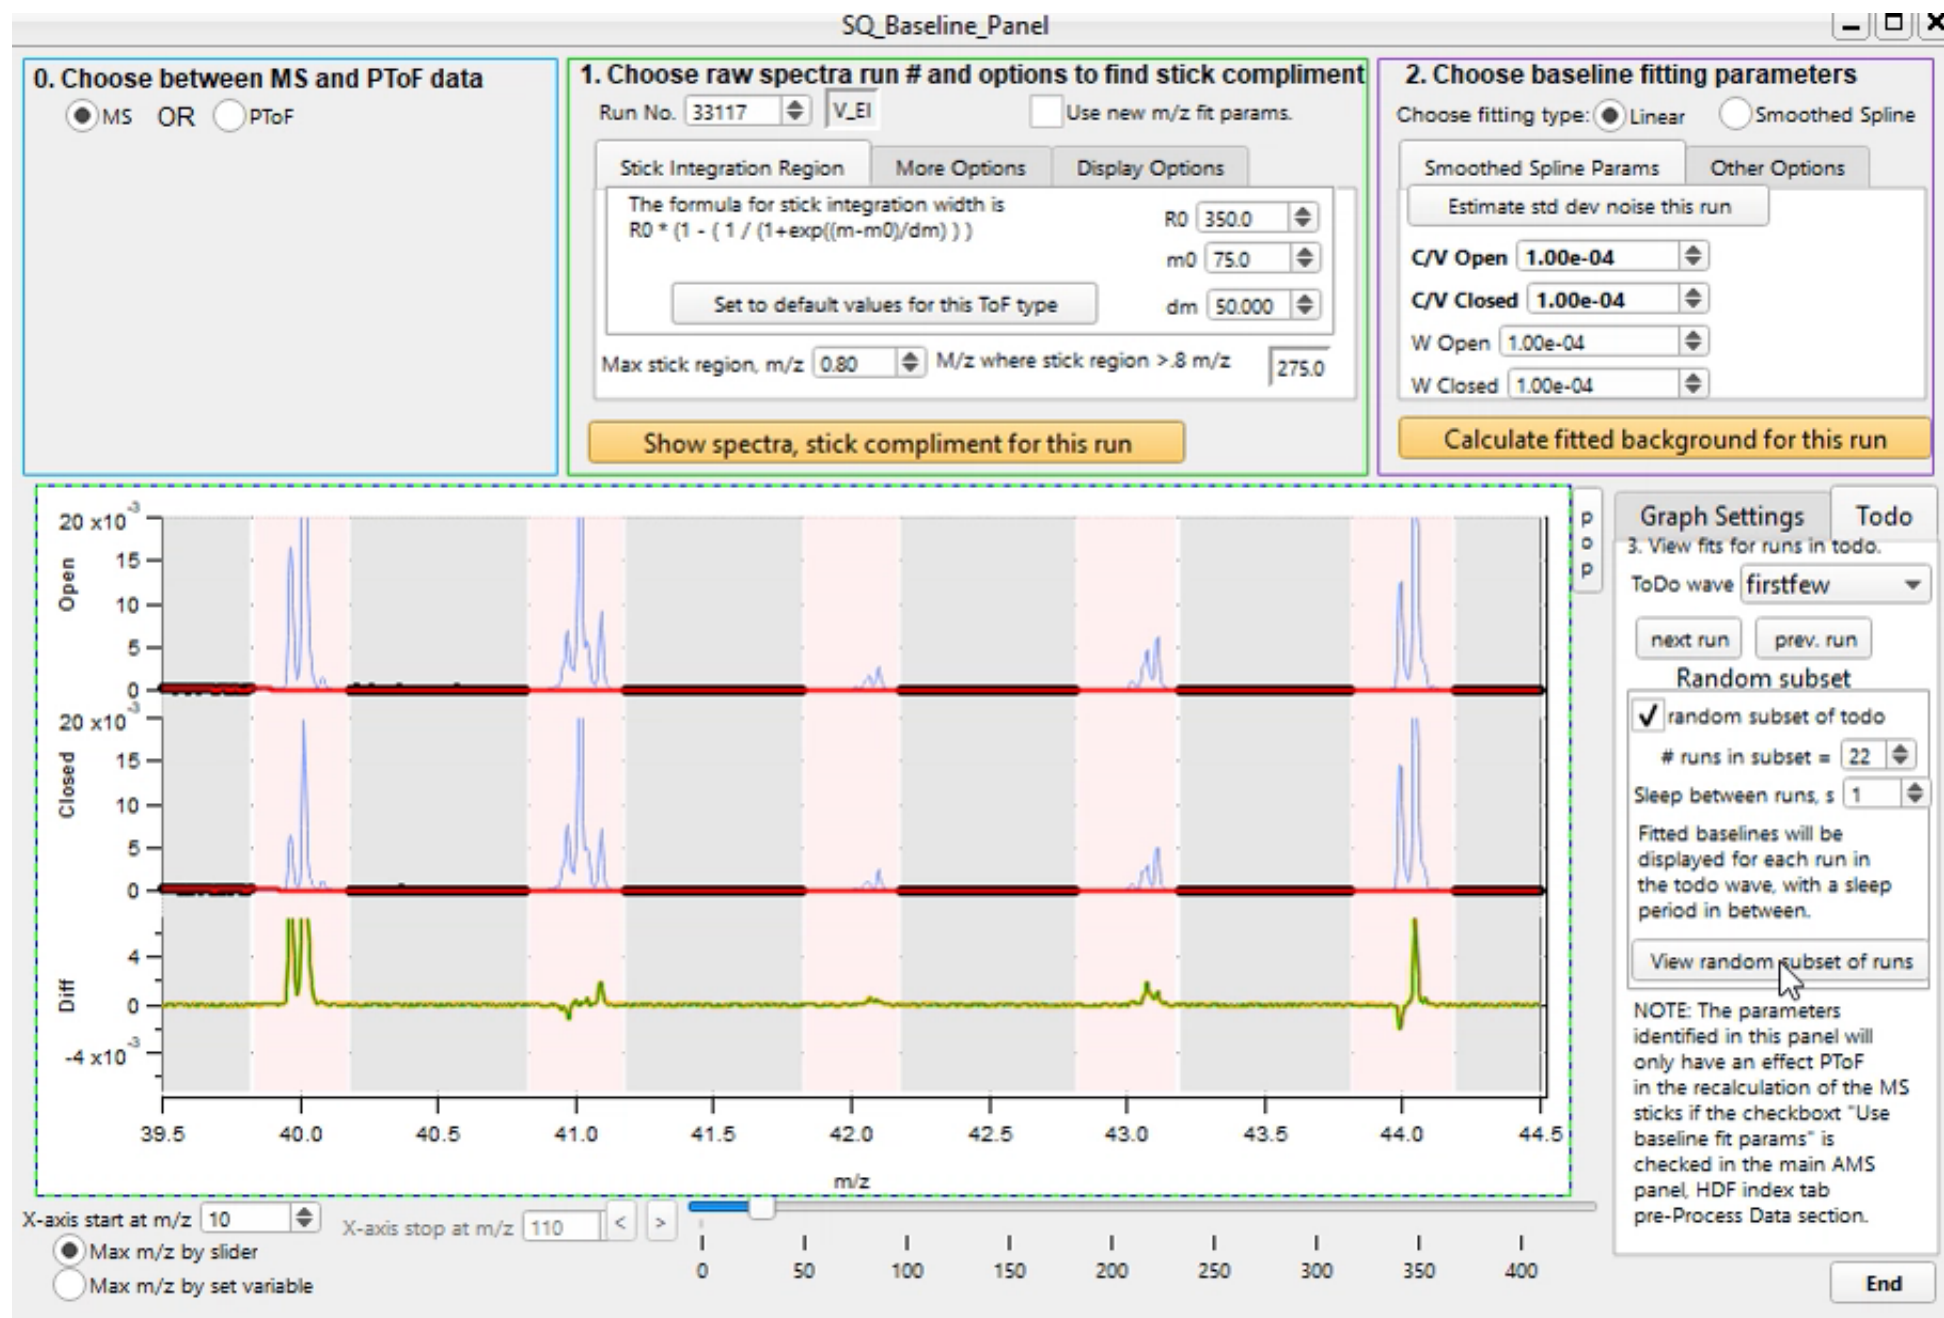 SQ_Baseline_Panel
0. Choose between MS and PToF data
MS OR PToF
1. Choose raw spectra run # and options to find stick compliment
Run No. 33117 V_EI Use new m/z fit params.
Stick Integration Region More Options Display Options
The formula for stick integration width is
R0 * (1 - ( 1 / (1+exp((m-m0)/dm) ) )
R0 350.0
m0 75.0
Set to default values for this ToF type
dm 50.000
Max stick region, m/z 0.80 M/z where stick region >.8 m/z 275.0
Show spectra, stick compliment for this run
2. Choose baseline fitting parameters
Choose fitting type: Linear Smoothed Spline
Smoothed Spline Params Other Options
Estimate std dev noise this run
C/V Open 1.00e-04
C/V Closed 1.00e-04
W Open 1.00e-04
W Closed 1.00e-04
Calculate fitted background for this run
20 x10-3
15
10
5
0
Open
20 x10-3
15
10
5
0
Closed
4
0
-4 x10-3
Diff
39.5 40.0 40.5 41.0 41.5 42.0 42.5 43.0 43.5 44.0 44.5
m/z
pop
Graph Settings Todo
3. View fits for runs in todo.
ToDo wave firstfew
next run prev. run
Random subset
random subset of todo
# runs in subset = 22
Sleep between runs, s 1
Fitted baselines will be
displayed for each run in
the todo wave, with a sleep
period in between.
View random subset of runs
NOTE: The parameters
identified in this panel will
only have an effect PToF
in the recalculation of the MS
sticks if the checkboxt "Use
baseline fit params" is
checked in the main AMS
panel, HDF index tab
pre-Process Data section.
X-axis start at m/z 10 X-axis stop at m/z 110 < >
Max m/z by slider
Max m/z by set variable
0 50 100 150 200 250 300 350 400
End